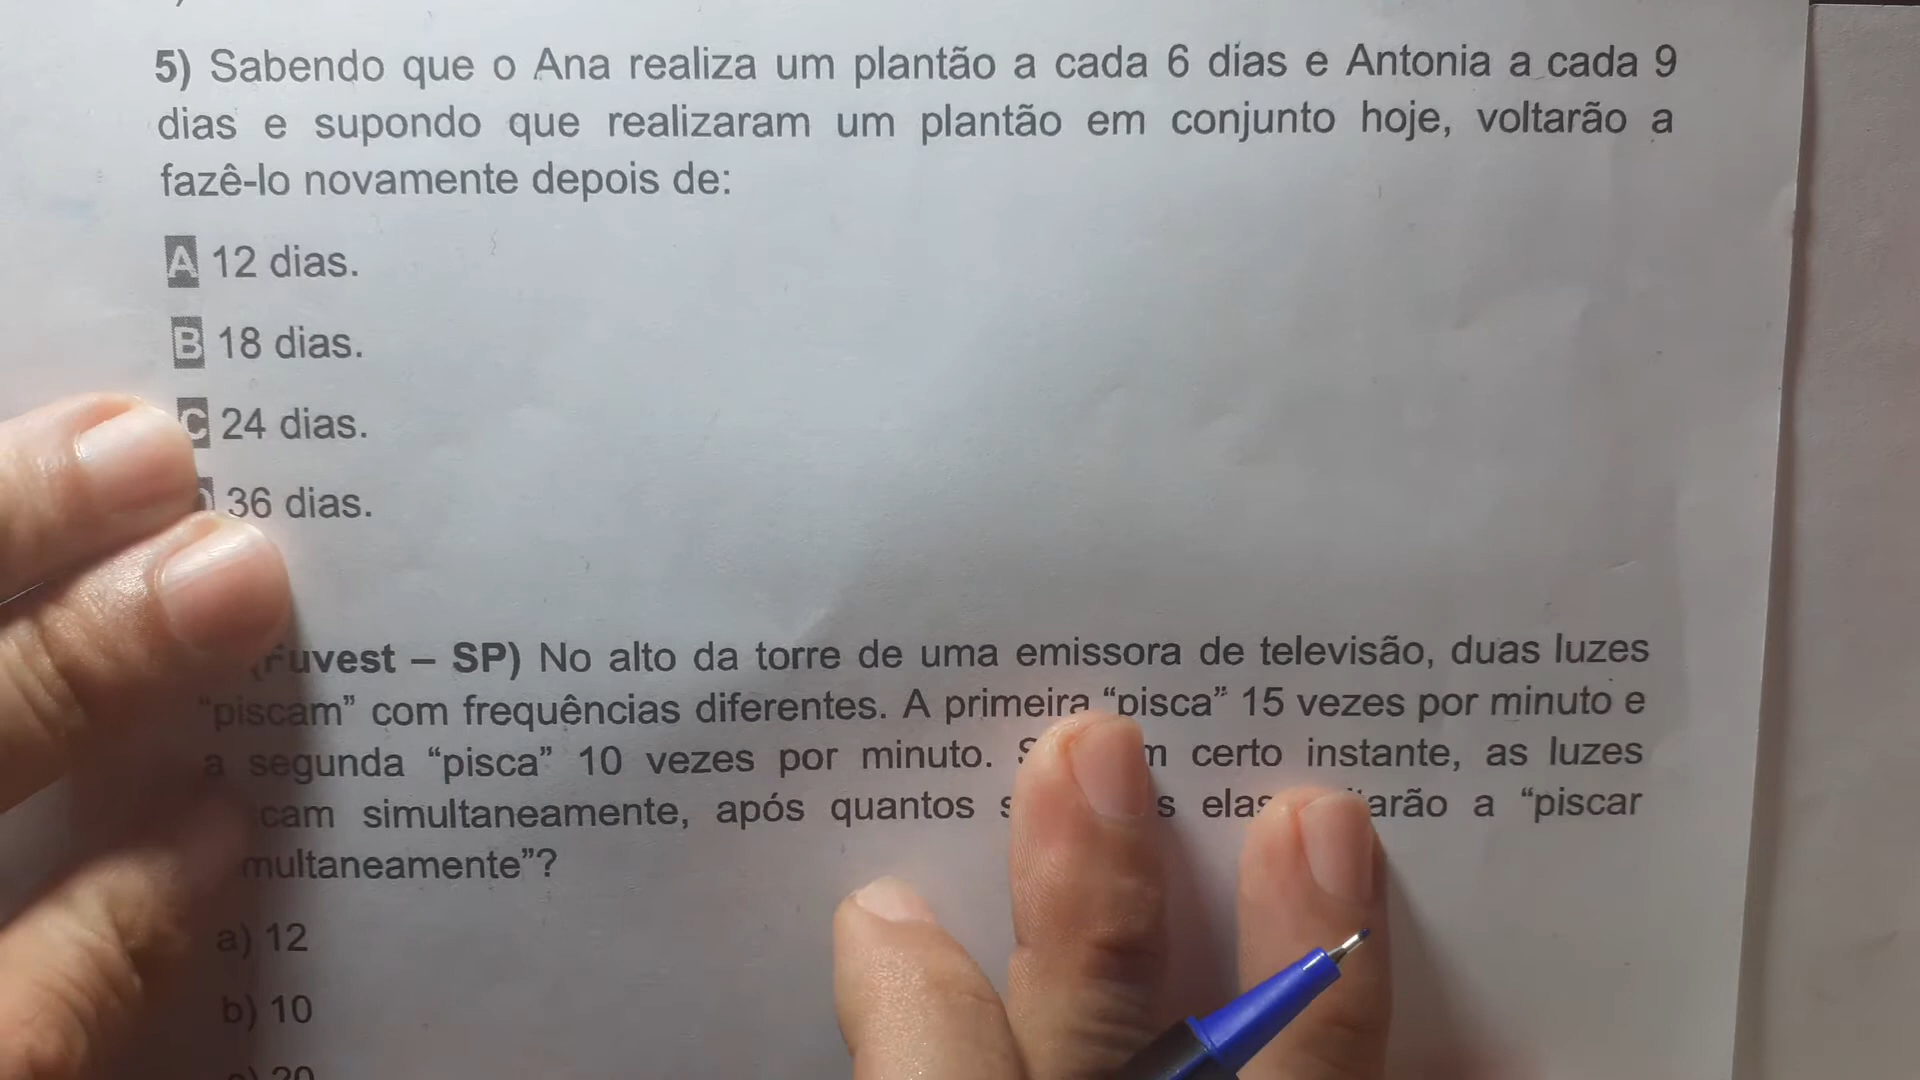 5) Sabendo que o Ana realiza um plantão a cada 6 dias e Antonia a cada 9
dias e supondo que realizaram um plantão em conjunto hoje, voltarão a
fazê-lo novamente depois de:
A 12 dias.
B 18 dias.
C 24 dias.
36 dias.
(Fuvest – SP) No alto da torre de uma emissora de televisão, duas luzes
"piscam" com frequências diferentes. A primeira "pisca" 15 vezes por minuto e
a segunda "pisca" 10 vezes por minuto. certo instante, as luzes
simultaneamente, após quantos a "piscar
multaneamente"?
a) 12
b) 10
20